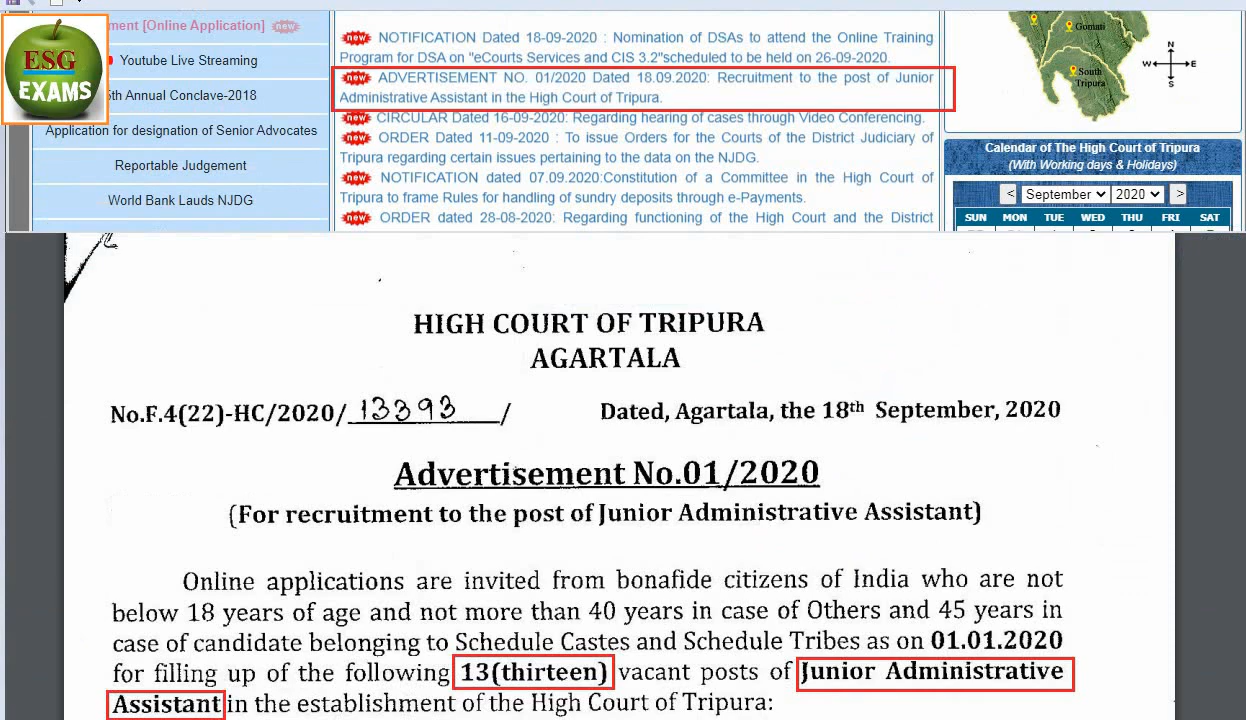 ment [Online Application] new
Youtube Live Streaming
5th Annual Conclave-2018
Application for designation of Senior Advocates
Reportable Judgement
World Bank Lauds NJDG
ESG
EXAMS
new NOTIFICATION Dated 18-09-2020 : Nomination of DSAs to attend the Online Training
Program for DSA on "eCourts Services and CIS 3.2"scheduled to be held on 26-09-2020.
new ADVERTISEMENT NO. 01/2020 Dated 18.09.2020: Recruitment to the post of Junior
Administrative Assistant in the High Court of Tripura.
new CIRCULAR Dated 16-09-2020: Regarding hearing of cases through Video Conferencing.
new ORDER Dated 11-09-2020 : To issue Orders for the Courts of the District Judiciary of
Tripura regarding certain issues pertaining to the data on the NJDG.
new NOTIFICATION dated 07.09.2020:Constitution of a Committee in the High Court of
Tripura to frame Rules for handling of sundry deposits through e-Payments.
new ORDER dated 28-08-2020: Regarding functioning of the High Court and the District
Gomati
South
Tripura
N
W E
S
Calendar of The High Court of Tripura
(With Working days & Holidays)
< September 2020 >
SUN MON TUE WED THU FRI SAT
HIGH COURT OF TRIPURA
AGARTALA
No.F.4(22)-HC/2020/ 13393 /
Dated, Agartala, the 18th September, 2020
Advertisement No.01/2020
(For recruitment to the post of Junior Administrative Assistant)
Online applications are invited from bonafide citizens of India who are not
below 18 years of age and not more than 40 years in case of Others and 45 years in
case of candidate belonging to Schedule Castes and Schedule Tribes as on 01.01.2020
for filling up of the following 13(thirteen) vacant posts of Junior Administrative
Assistant in the establishment of the High Court of Tripura: